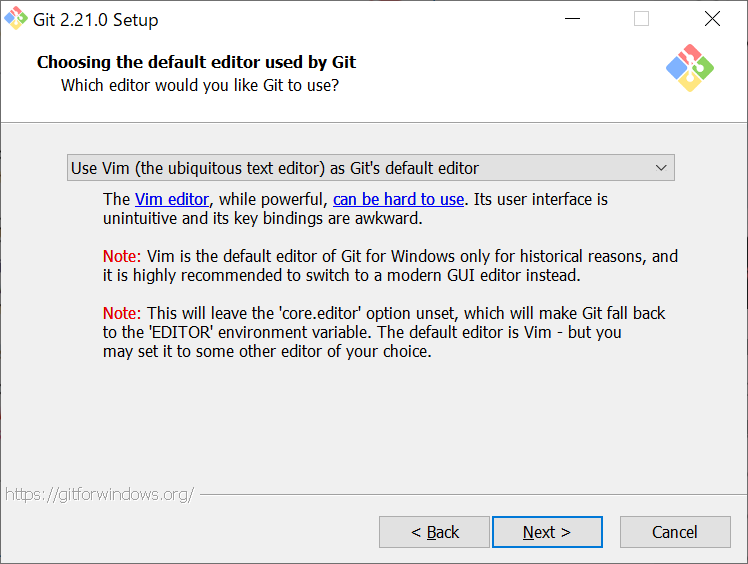 Git 2.21.0 Setup
Choosing the default editor used by Git
Which editor would you like Git to use?
Use Vim (the ubiquitous text editor) as Git's default editor
The Vim editor, while powerful, can be hard to use. Its user interface is
unintuitive and its key bindings are awkward.
Note: Vim is the default editor of Git for Windows only for historical reasons, and
it is highly recommended to switch to a modern GUI editor instead.
Note: This will leave the 'core.editor' option unset, which will make Git fall back
to the 'EDITOR' environment variable. The default editor is Vim - but you
may set it to some other editor of your choice.
https://gitforwindows.org/
< Back
Next >
Cancel